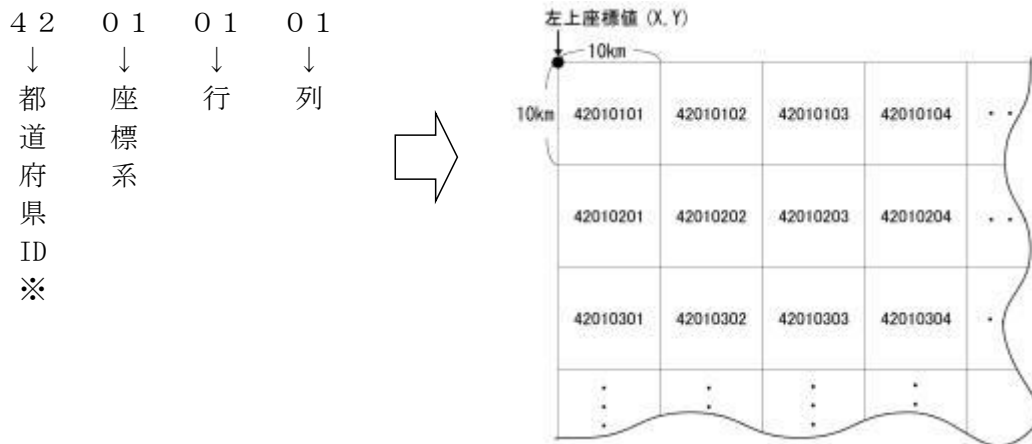 ４２ ０１ ０１ ０１
↓ ↓ ↓ ↓
都道府県ID※
座標系
行
列
左上座標値 (X, Y)
10km
10km
42010101 42010102 42010103 42010104 ・・
42010201 42010202 42010203 42010204 ・・
42010301 42010302 42010303 42010304 ・